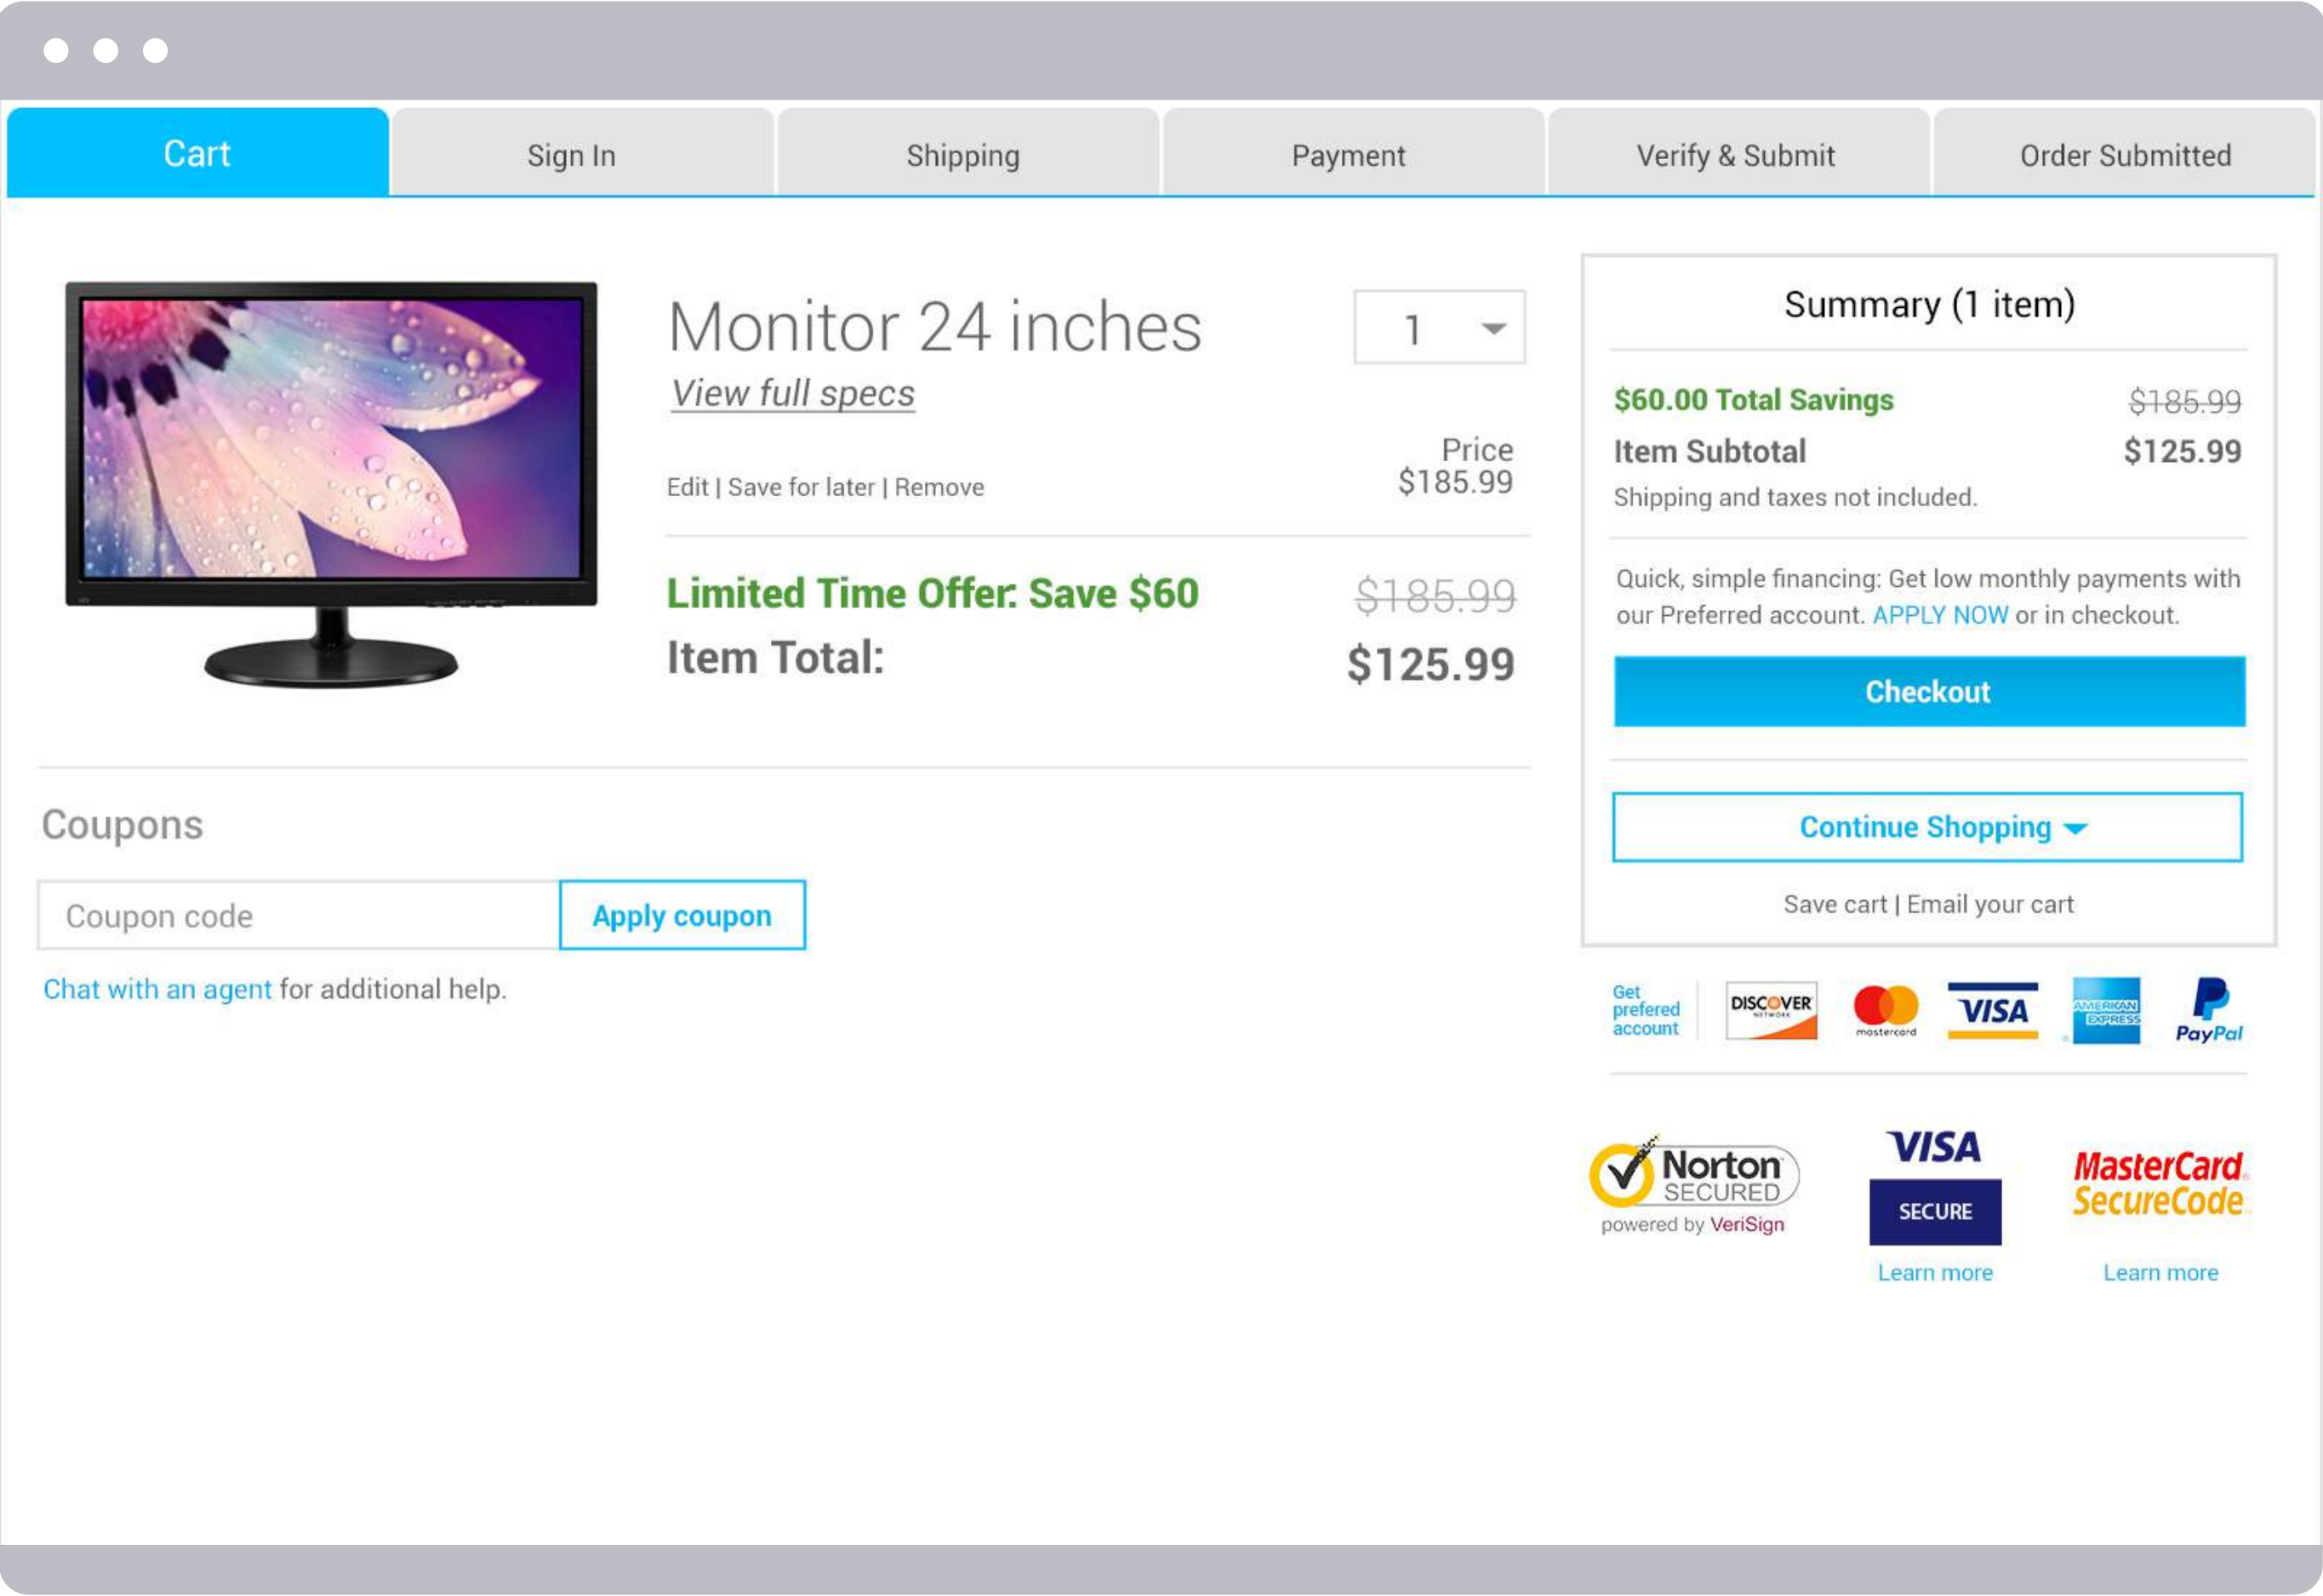 Cart
Sign In
Shipping
Payment
Verify & Submit
Order Submitted
Monitor 24 inches
1
View full specs
Price
$185.99
Edit | Save for later | Remove
Limited Time Offer: Save $60
$185.99
Item Total:
$125.99
Coupons
Coupon code
Apply coupon
Chat with an agent for additional help.
Summary (1 item)
$60.00 Total Savings
$185.99
Item Subtotal
$125.99
Shipping and taxes not included.
Quick, simple financing: Get low monthly payments with
our Preferred account. APPLY NOW or in checkout.
Checkout
Continue Shopping
Save cart | Email your cart
Get
prefered
account
DISCOVER
NETWORK
mastercard
VISA
AMERICAN
EXPRESS
PayPal
Norton
SECURED
powered by VeriSign
VISA
SECURE
Learn more
MasterCard
SecureCode
Learn more